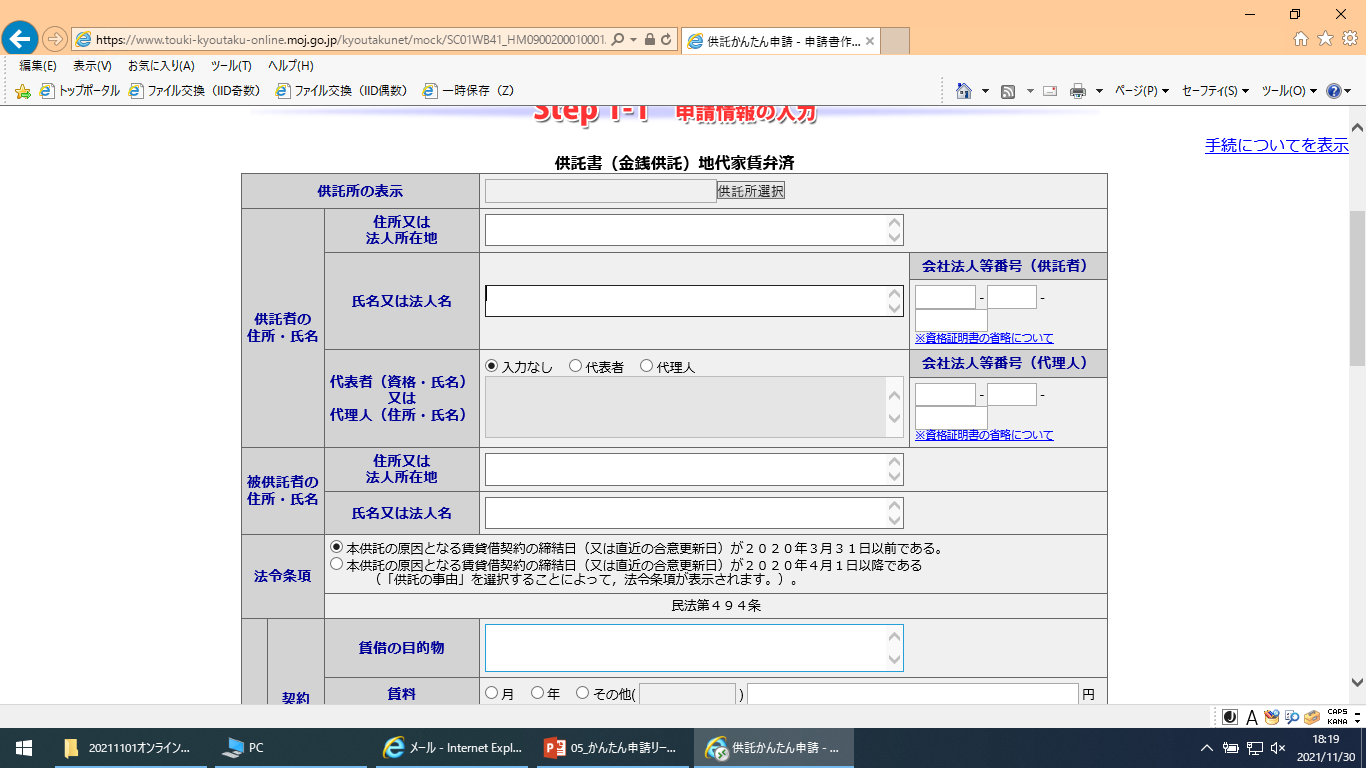 https://www.touki-kyoutaku-online.moj.go.jp/kyoutakunet/mock/SC01WB41_HM0900200010001.
供託かんたん申請 - 申請書作...
編集(E) 表示(V) お気に入り(A) ツール(T) ヘルプ(H)
トップポータル ファイル交換（IID奇数） ファイル交換（IID偶数） 一時保存（Z）
ページ(P) セーフティ(S) ツール(O)
Step 1-1 申請情報の入力
手続についてを表示
供託書（金銭供託）地代家賃弁済
供託所の表示 供託所選択
供託者の
住所・氏名
住所又は
法人所在地
氏名又は法人名
会社法人等番号（供託者）
- -
※資格証明書の省略について
代表者（資格・氏名）
又は
代理人（住所・氏名）
入力なし 代表者 代理人
会社法人等番号（代理人）
- -
※資格証明書の省略について
被供託者の
住所・氏名
住所又は
法人所在地
氏名又は法人名
法令条項
本供託の原因となる賃貸借契約の締結日（又は直近の合意更新日）が２０２０年３月３１日以前である。
本供託の原因となる賃貸借契約の締結日（又は直近の合意更新日）が２０２０年４月１日以降である
（「供託の事由」を選択することによって，法令条項が表示されます。）。
民法第４９４条
契約
賃借の目的物
賃料 月 年 その他( ) 円
A CAPS
KANA
20211101オンライン... PC メール - Internet Expl... 05_かんたん申請リー... 供託かんたん申請 - ...
18:19
2021/11/30